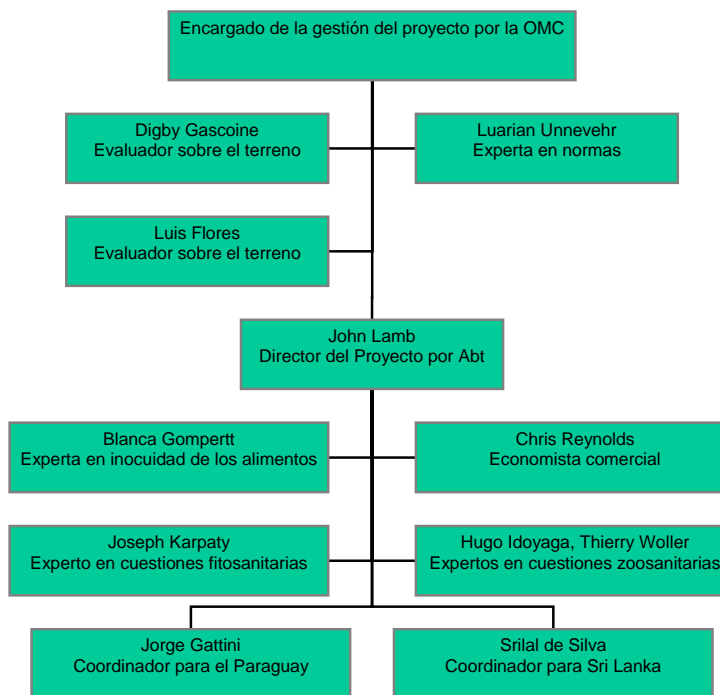 Encargado de la gestión del proyecto por la OMC
Digby Gascoine
Evaluador sobre el terreno
Luarian Unnevehr
Experta en normas
Luis Flores
Evaluador sobre el terreno
John Lamb
Director del Proyecto por Abt
Blanca Gompertt
Experta en inocuidad de los alimentos
Chris Reynolds
Economista comercial
Joseph Karpaty
Experto en cuestiones fitosanitarias
Hugo Idoyaga, Thierry Woller
Expertos en cuestiones zoosanitarias
Jorge Gattini
Coordinador para el Paraguay
Srilal de Silva
Coordinador para Sri Lanka